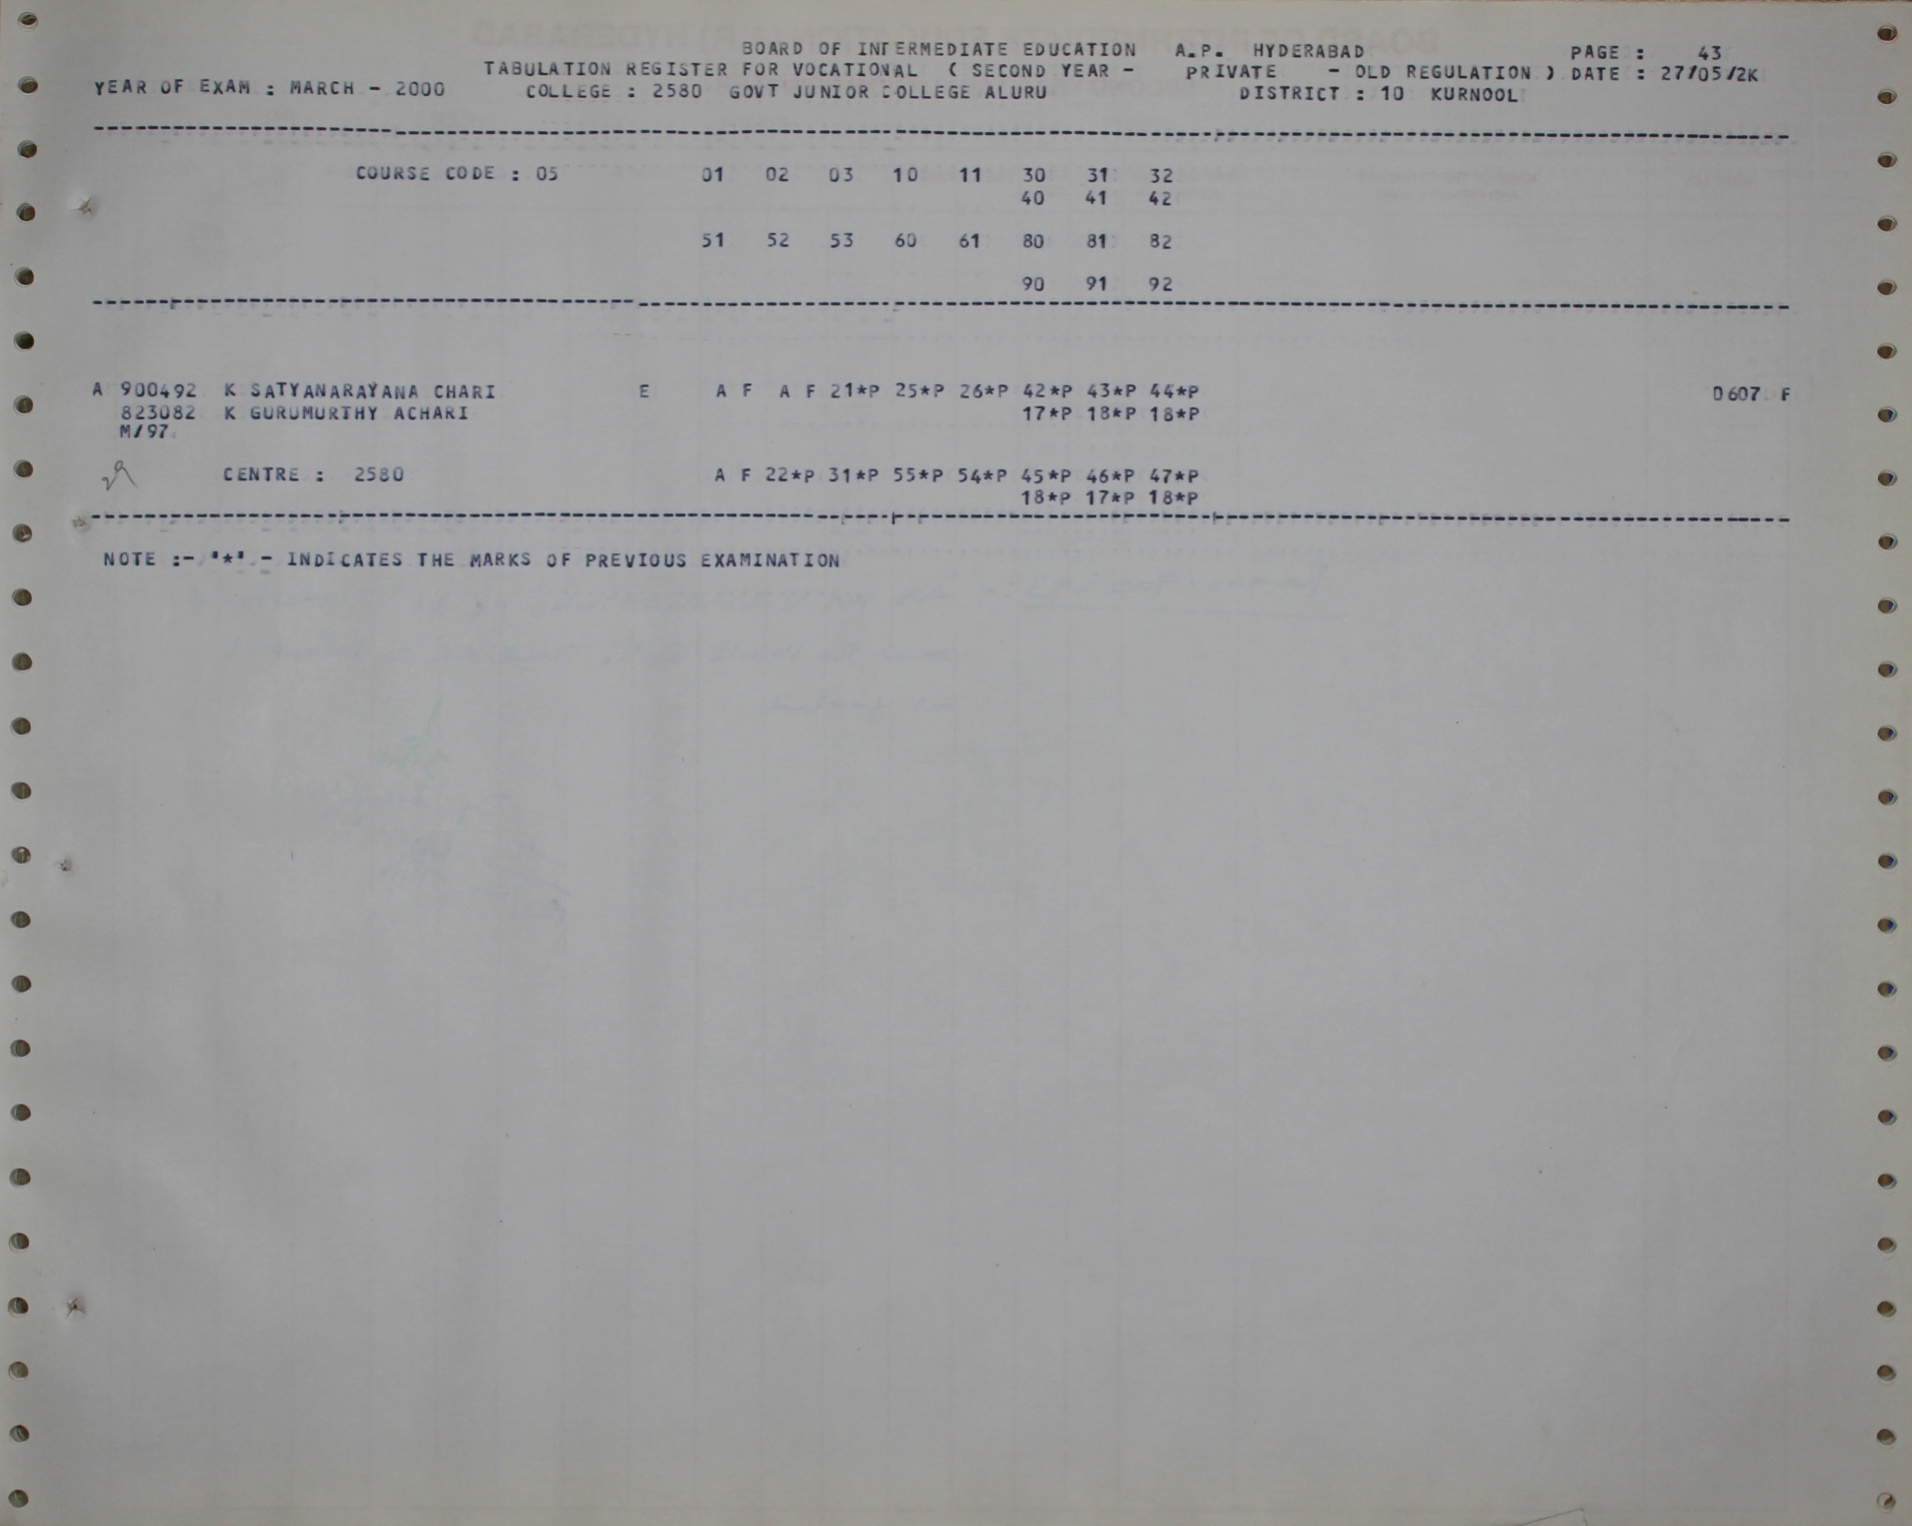 BOARD OF INTERMEDIATE EDUCATION A.P. HYDERABAD PAGE : 43
TABULATION REGISTER FOR VOCATIONAL ( SECOND YEAR - PRIVATE - OLD REGULATION ) DATE : 27/05/2K
YEAR OF EXAM : MARCH - 2000 COLLEGE : 2580 GOVT JUNIOR COLLEGE ALURU DISTRICT : 10 KURNOOL
COURSE CODE : 05 01 02 03 10 11 30 31 32
40 41 42
51 52 53 60 61 80 81 82
90 91 92
A 900492 K SATYANARAYANA CHARI E A F A F 21*P 25*P 26*P 42*P 43*P 44*P 0607 F
823082 K GURUMURTHY ACHARI 17*P 18*P 18*P
M/97
CENTRE : 2580 A F 22*P 31*P 55*P 54*P 45*P 46*P 47*P
18*P 17*P 18*P
NOTE :- '*' - INDICATES THE MARKS OF PREVIOUS EXAMINATION